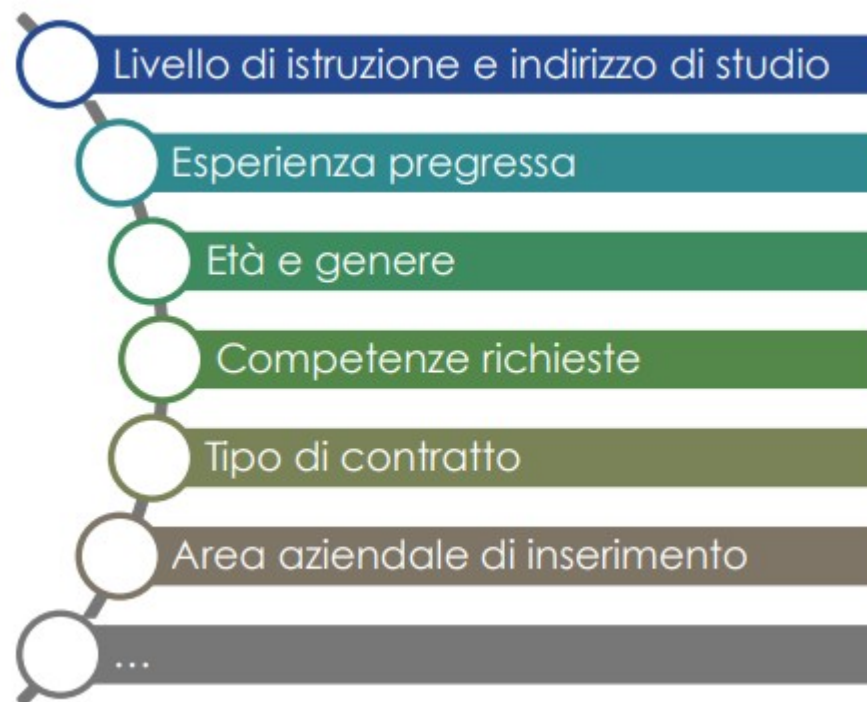 Livello di istruzione e indirizzo di studio
Esperienza pregressa
Età e genere
Competenze richieste
Tipo di contratto
Area aziendale di inserimento
...